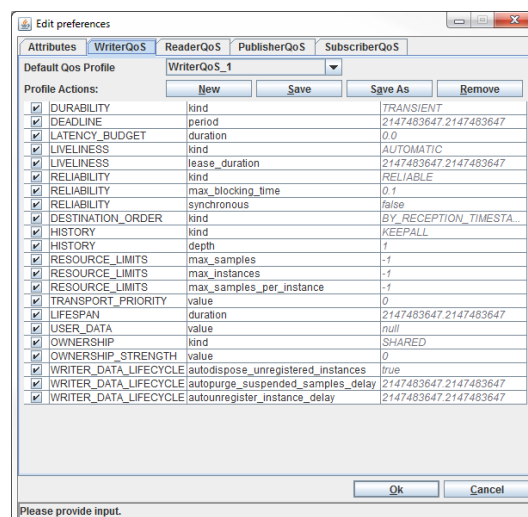 Edit preferences
Attributes WriterQoS ReaderQoS PublisherQoS SubscriberQoS
Default Qos Profile WriterQoS_1
Profile Actions: New Save Save As Remove
DURABILITY kind TRANSIENT
DEADLINE period 2147483647.2147483647
LATENCY_BUDGET duration 0.0
LIVELINESS kind AUTOMATIC
LIVELINESS lease_duration 2147483647.2147483647
RELIABILITY kind RELIABLE
RELIABILITY max_blocking_time 0.1
RELIABILITY synchronous false
DESTINATION_ORDER kind BY_RECEPTION_TIMESTA...
HISTORY kind KEEPALL
HISTORY depth 1
RESOURCE_LIMITS max_samples -1
RESOURCE_LIMITS max_instances -1
RESOURCE_LIMITS max_samples_per_instance -1
TRANSPORT_PRIORITY value 0
LIFESPAN duration 2147483647.2147483647
USER_DATA value null
OWNERSHIP kind SHARED
OWNERSHIP_STRENGTH value 0
WRITER_DATA_LIFECYCLE autodispose_unregistered_instances true
WRITER_DATA_LIFECYCLE autopurge_suspended_samples_delay 2147483647.2147483647
WRITER_DATA_LIFECYCLE autounregister_instance_delay 2147483647.2147483647
Ok Cancel
Please provide input.